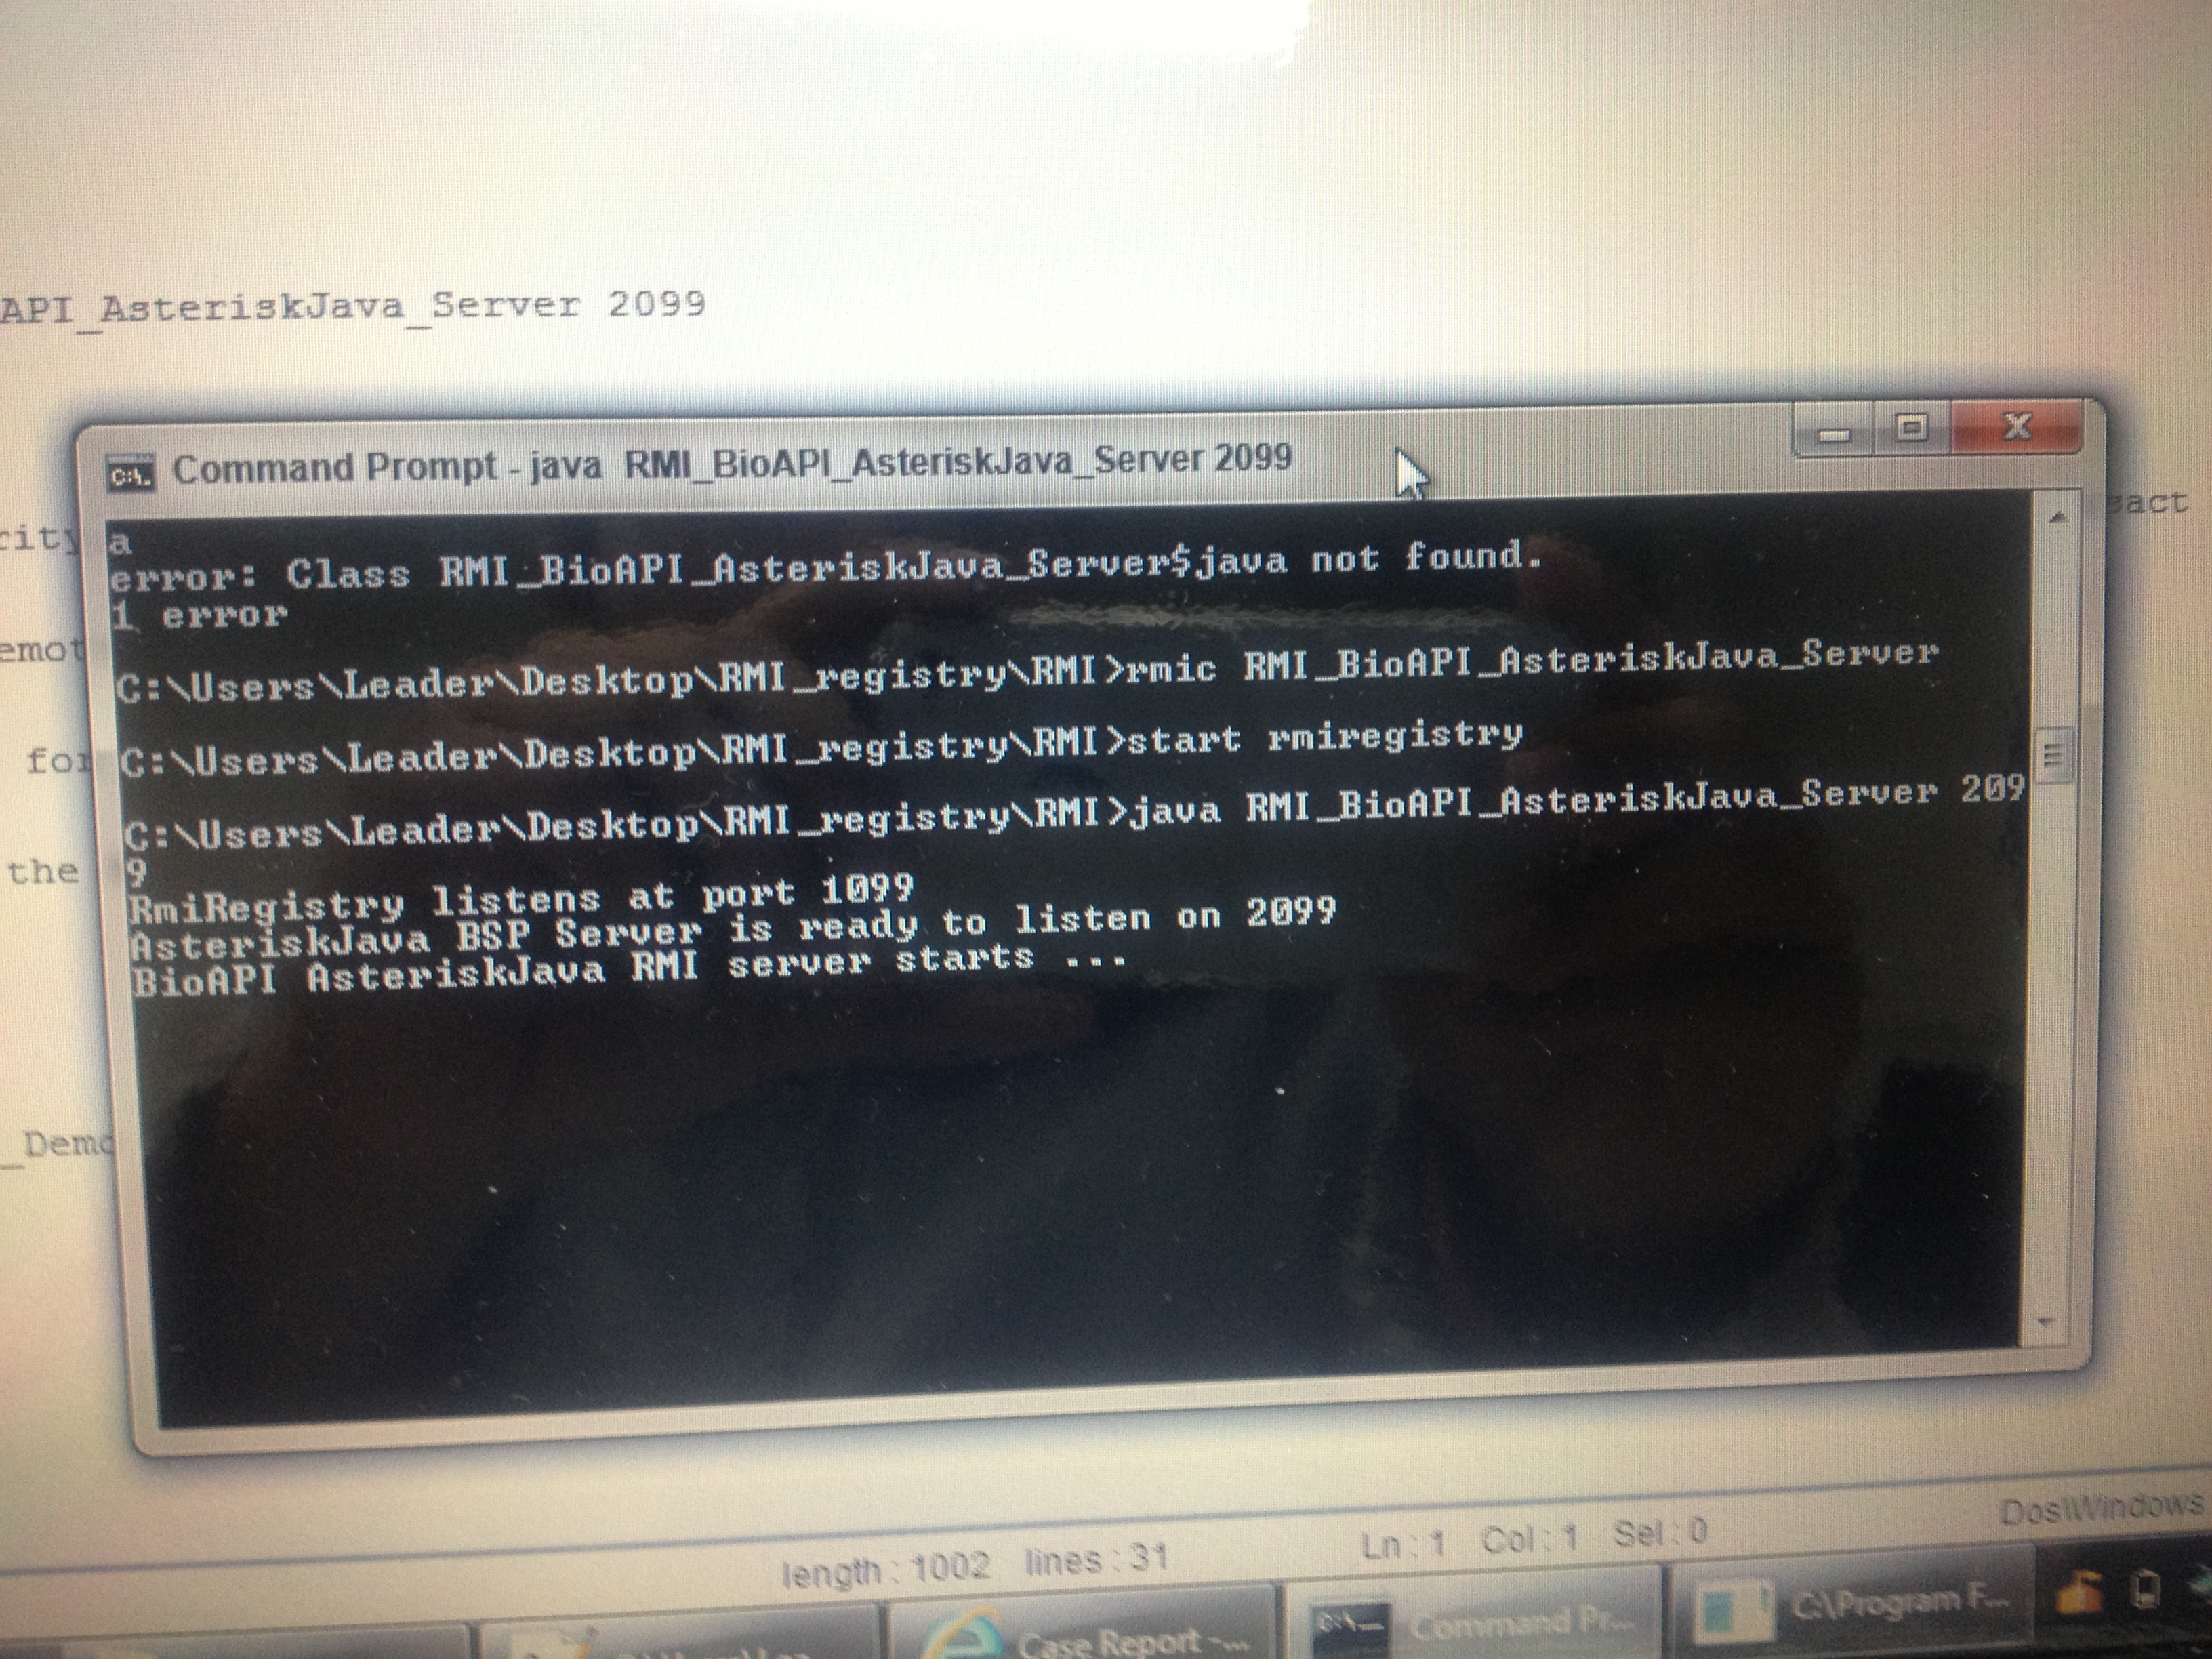 API_AsteriskJava_Server 2099
Command Prompt - java RMI_BioAPI_AsteriskJava_Server 2099
a
error: Class RMI_BioAPI_AsteriskJava_Server$java not found.
1 error
C:\Users\Leader\Desktop\RMI_registry\RMI>rmic RMI_BioAPI_AsteriskJava_Server
C:\Users\Leader\Desktop\RMI_registry\RMI>start rmiregistry
C:\Users\Leader\Desktop\RMI_registry\RMI>java RMI_BioAPI_AsteriskJava_Server 209
9
RmiRegistry listens at port 1099
AsteriskJava BSP Server is ready to listen on 2099
BioAPI AsteriskJava RMI server starts ...
city
act
emot
for
the
_Demo
length : 1002 lines : 31 Ln : 1 Col : 1 Sel : 0 Dos\Windows
Case Report -... Command Pr... C:\Program F...